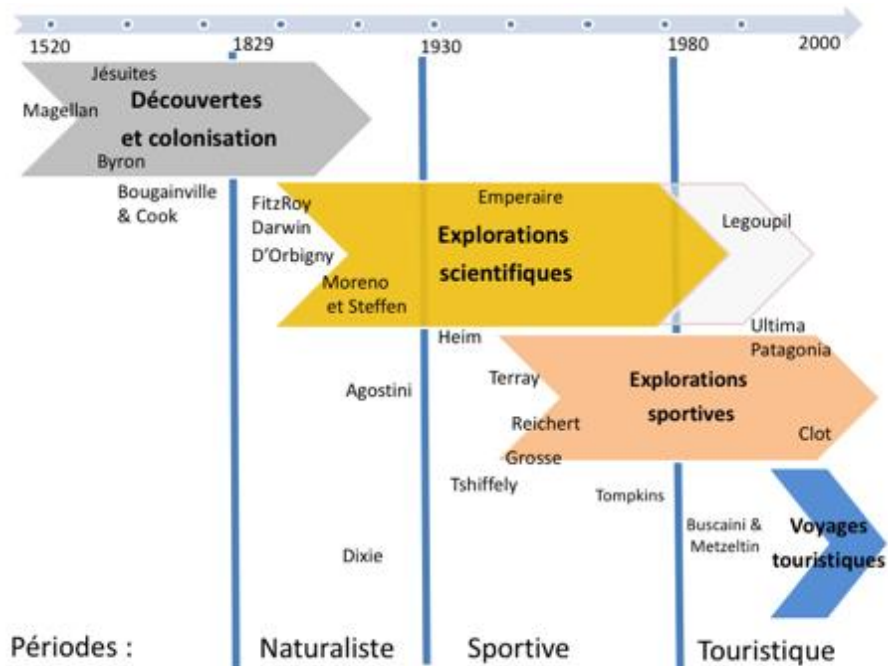 1520 1829 1930 1980 2000
Jésuites
Magellan
Découvertes
et colonisation
Byron
Bougainville
& Cook
FitzRoy
Darwin
D'Orbigny
Emperaire
Explorations
scientifiques
Moreno
et Steffen
Legoupil
Heim
Ultima
Patagonia
Terray
Explorations
sportives
Agostini
Reichert
Clot
Grosse
Tshiffely
Tompkins
Buscaini &
Metzeltin
Voyages
touristiques
Dixie
Périodes : Naturaliste Sportive Touristique